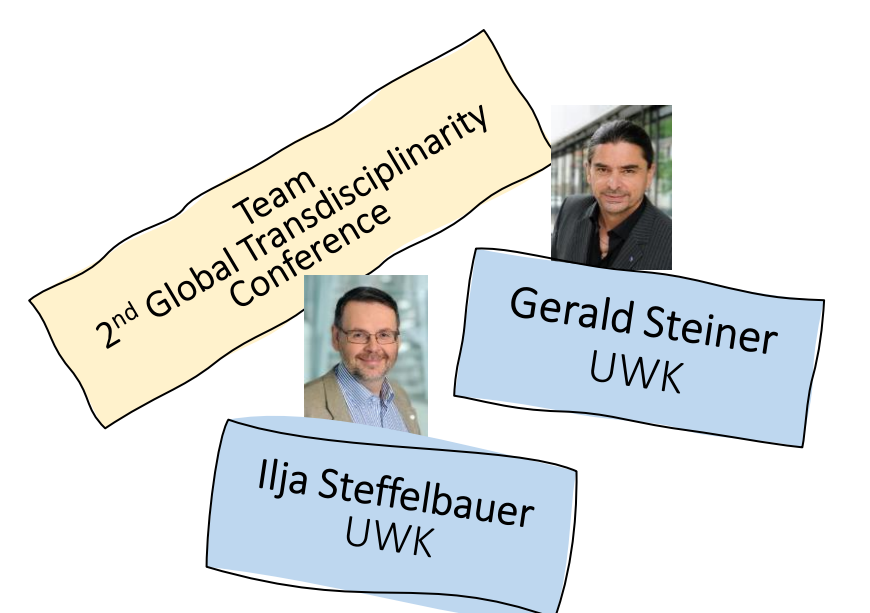 Team
2nd Global Transdisciplinarity
Conference
Gerald Steiner
UWK
Ilja Steffelbauer
UWK